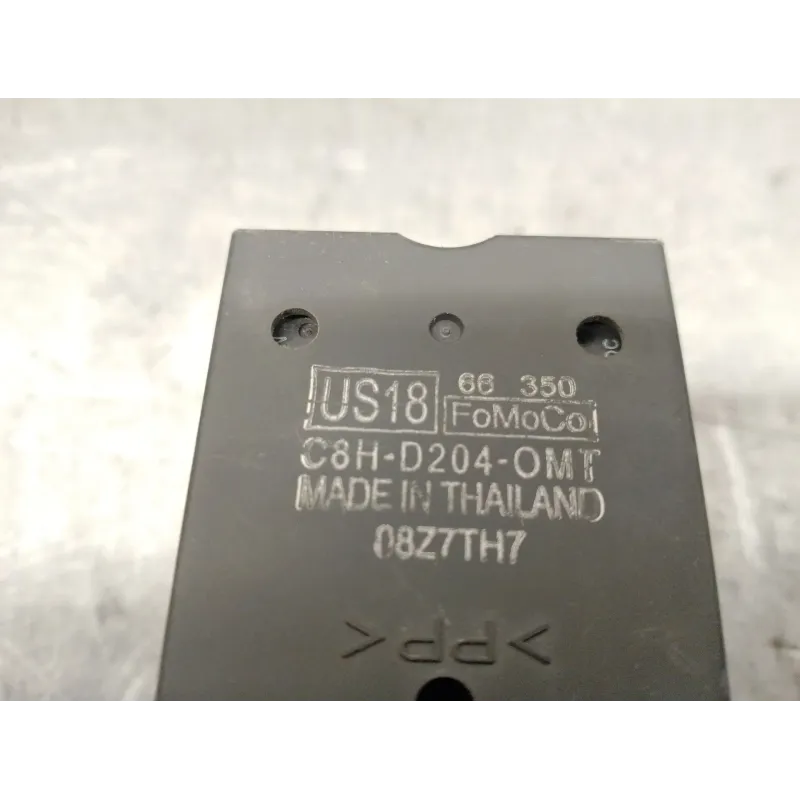 US18 66 350
FoMoCo
C8H-D204-OMT
MADE IN THAILAND
08Z7TH7
>PP<